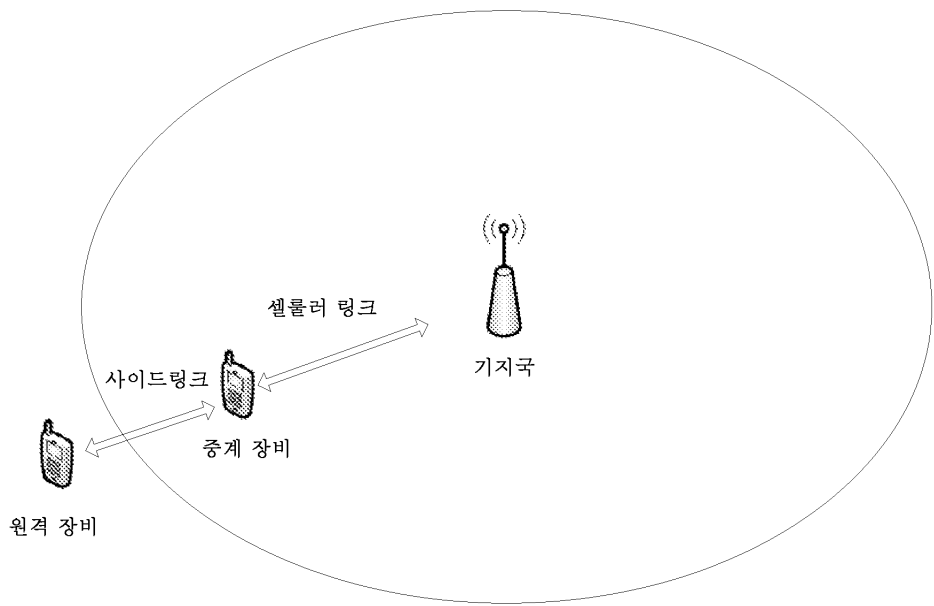 셀룰러 링크
기지국
사이드링크
중계 장비
원격 장비